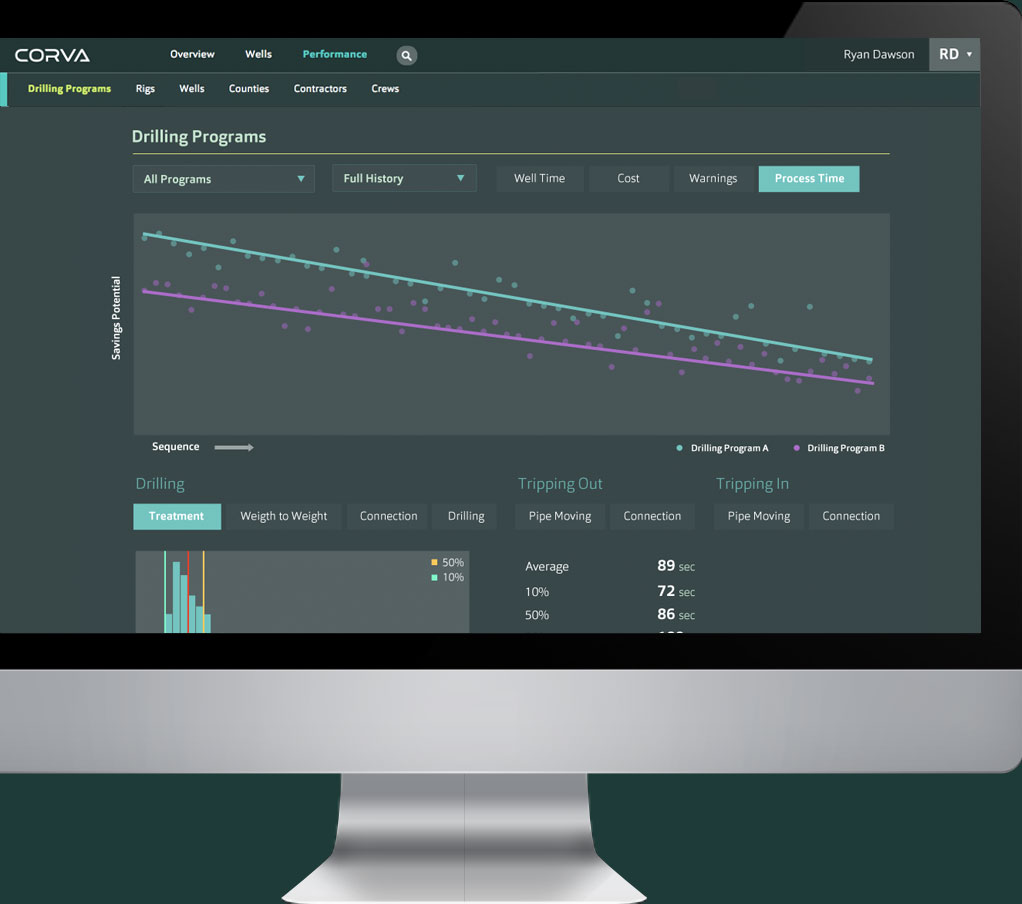 CORVA
Overview Wells Performance
Ryan Dawson RD
Drilling Programs Rigs Wells Counties Contractors Crews
Drilling Programs
All Programs Full History Well Time Cost Warnings Process Time
Savings Potential
Sequence
Drilling Program A Drilling Program B
Drilling Tripping Out Tripping In
Treatment Weigth to Weight Connection Drilling Pipe Moving Connection Pipe Moving Connection
50%
10%
Average 89 sec
10% 72 sec
50% 86 sec